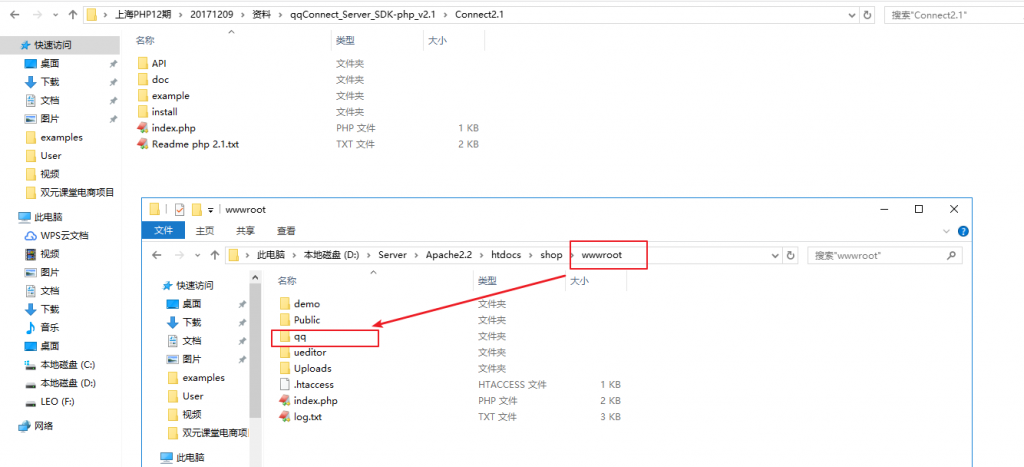 上海PHP12期 › 20171209 › 资料 › qqConnect_Server_SDK-php_v2.1 › Connect2.1
搜索"Connect2.1"
快速访问
桌面
下载
文档
图片
examples
User
视频
双元课堂电商项目
此电脑
WPS云文档
视频
图片
文档
下载
音乐
桌面
本地磁盘 (C:)
本地磁盘 (D:)
LEO (F:)
网络
名称 类型 大小
API 文件夹
doc 文件夹
example 文件夹
install 文件夹
index.php PHP 文件 1 KB
Readme php 2.1.txt TXT 文件 2 KB
wwwroot
文件 主页 共享 查看
此电脑 › 本地磁盘 (D:) › Server › Apache2.2 › htdocs › shop › wwwroot
搜索"wwwroot"
快速访问
桌面
下载
文档
图片
examples
User
视频
双元课堂电商项目
此电脑
名称 类型 大小
demo 文件夹
Public 文件夹
qq 文件夹
ueditor 文件夹
Uploads 文件夹
.htaccess HTACCESS 文件 1 KB
index.php PHP 文件 2 KB
log.txt TXT 文件 3 KB